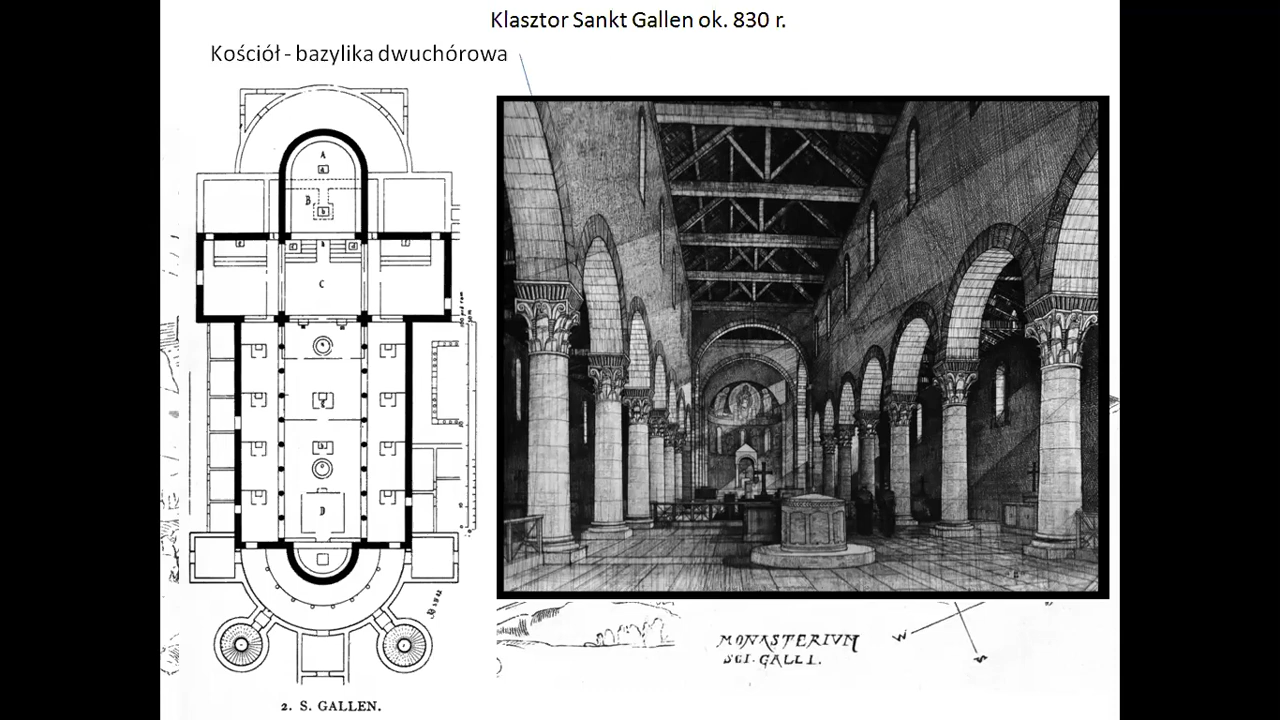 Klasztor Sankt Gallen ok. 830 r.
Kościół - bazylika dwuchórowa
A
a
B
b
C
D
2. S. GALLEN.
MONASTERIVM
SCI. GALLI.
W
S